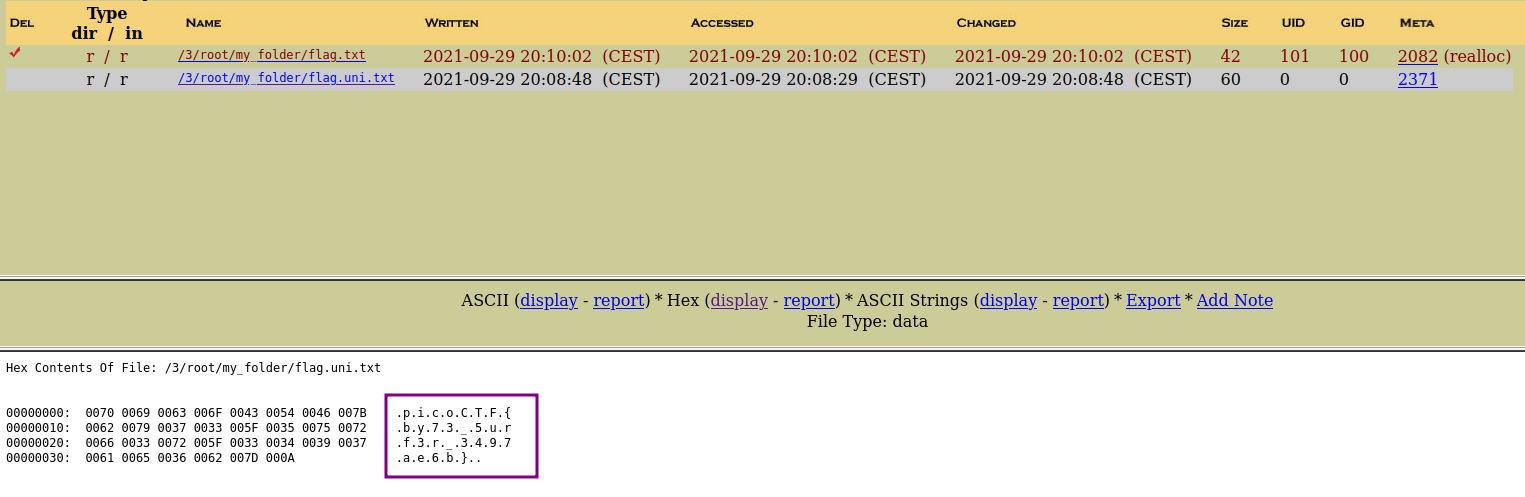 Type
DEL dir / in NAME WRITTEN ACCESSED CHANGED SIZE UID GID META
r / r /3/root/my_folder/flag.txt 2021-09-29 20:10:02 (CEST) 2021-09-29 20:10:02 (CEST) 2021-09-29 20:10:02 (CEST) 42 101 100 2082 (realloc)
r / r /3/root/my_folder/flag.uni.txt 2021-09-29 20:08:48 (CEST) 2021-09-29 20:08:29 (CEST) 2021-09-29 20:08:48 (CEST) 60 0 0 2371
ASCII (display - report) * Hex (display - report) * ASCII Strings (display - report) * Export * Add Note
File Type: data
Hex Contents Of File: /3/root/my_folder/flag.uni.txt
00000000: 0070 0069 0063 006F 0043 0054 0046 007B .p.i.c.o.C.T.F.{
00000010: 0062 0079 0037 0033 005F 0035 0075 0072 .b.y.7.3._.5.u.r
00000020: 0066 0033 0072 005F 0033 0034 0039 0037 .f.3.r._.3.4.9.7
00000030: 0061 0065 0036 0062 007D 000A .a.e.6.b.}..